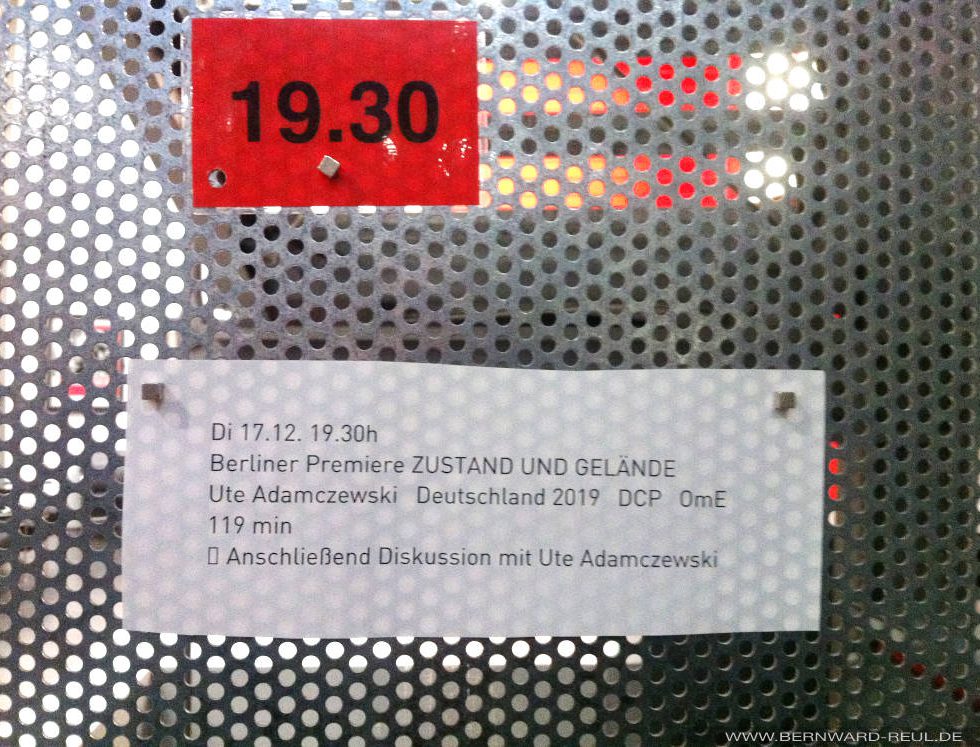 19.30
Di 17.12. 19.30h
Berliner Premiere ZUSTAND UND GELÄNDE
Ute Adamczewski Deutschland 2019 DCP OmE
119 min
▯ Anschließend Diskussion mit Ute Adamczewski
WWW.BERNWARD-REUL.DE